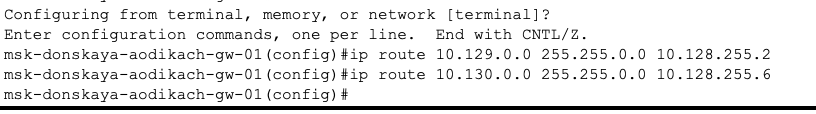 Configuring from terminal, memory, or network [terminal]?
Enter configuration commands, one per line.  End with CNTL/Z.
msk-donskaya-aodikach-gw-01(config)#ip route 10.129.0.0 255.255.0.0 10.128.255.2
msk-donskaya-aodikach-gw-01(config)#ip route 10.130.0.0 255.255.0.0 10.128.255.6
msk-donskaya-aodikach-gw-01(config)#